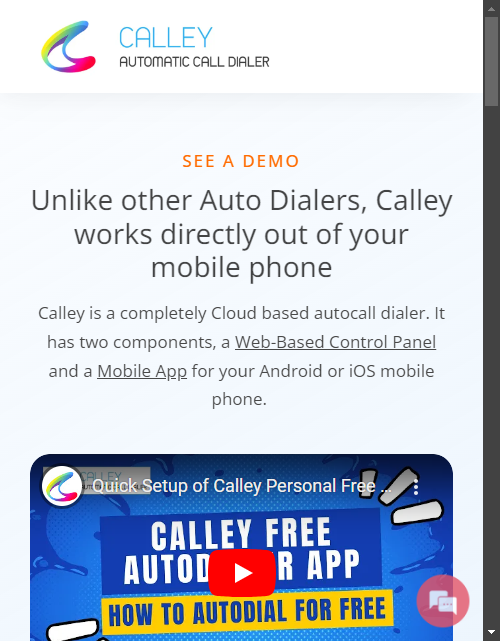 CALLEY
AUTOMATIC CALL DIALER
SEE A DEMO
Unlike other Auto Dialers, Calley
works directly out of your
mobile phone
Calley is a completely Cloud based autocall dialer. It
has two components, a Web-Based Control Panel
and a Mobile App for your Android or iOS mobile
phone.
CALLEY
Quick Setup of Calley Personal Free ...
CALLEY FREE
APP
HOW TO AUTODIAL FOR FREE